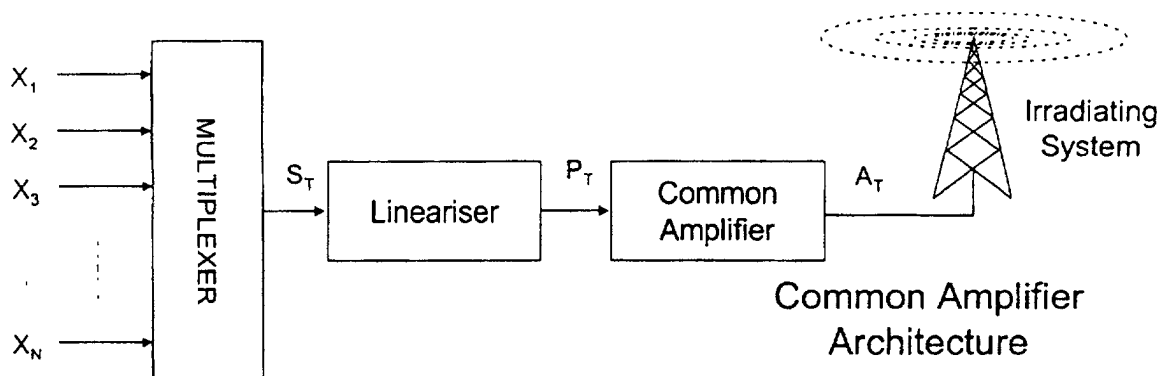 X1
X2
X3
XN
MULTIPLEXER
ST
Lineariser
PT
Common
Amplifier
AT
Irradiating
System
Common Amplifier
Architecture